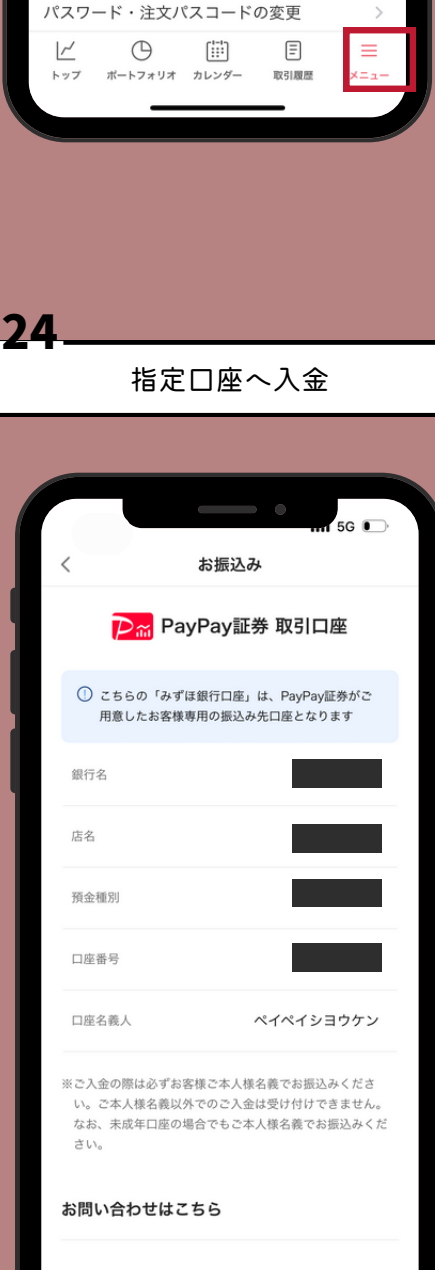 パスワード・注文パスコードの変更
トップ ポートフォリオ カレンダー 取引履歴 メニュー
24
指定口座へ入金
5G
お振込み
PayPay証券 取引口座
こちらの「みずほ銀行口座」は、PayPay証券がご
用意したお客様専用の振込み先口座となります
銀行名
店名
預金種別
口座番号
口座名義人 ペイペイシヨウケン
※ご入金の際は必ずお客様ご本人様名義でお振込みくださ
い。ご本人様名義以外でのご入金は受け付けできません。
なお、未成年口座の場合でもご本人様名義でお振込みくだ
さい。
お問い合わせはこちら